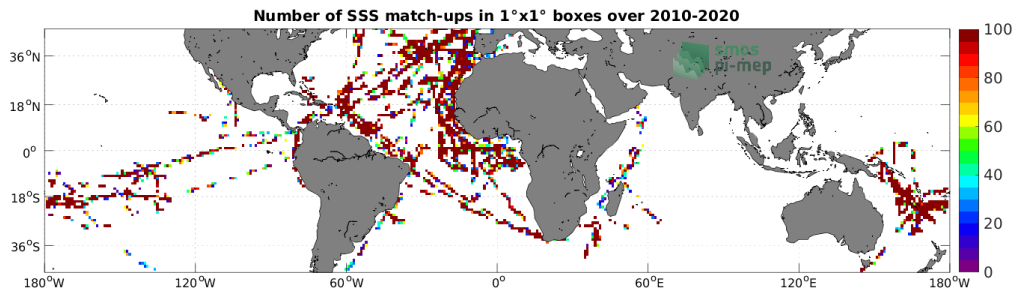 Number of SSS match-ups in 1°x1° boxes over 2010-2020
smos
pi-mep
36°N
18°N
0°
18°S
36°S
180°W
120°W
60°W
0°
60°E
120°E
180°W
100
80
60
40
20
0